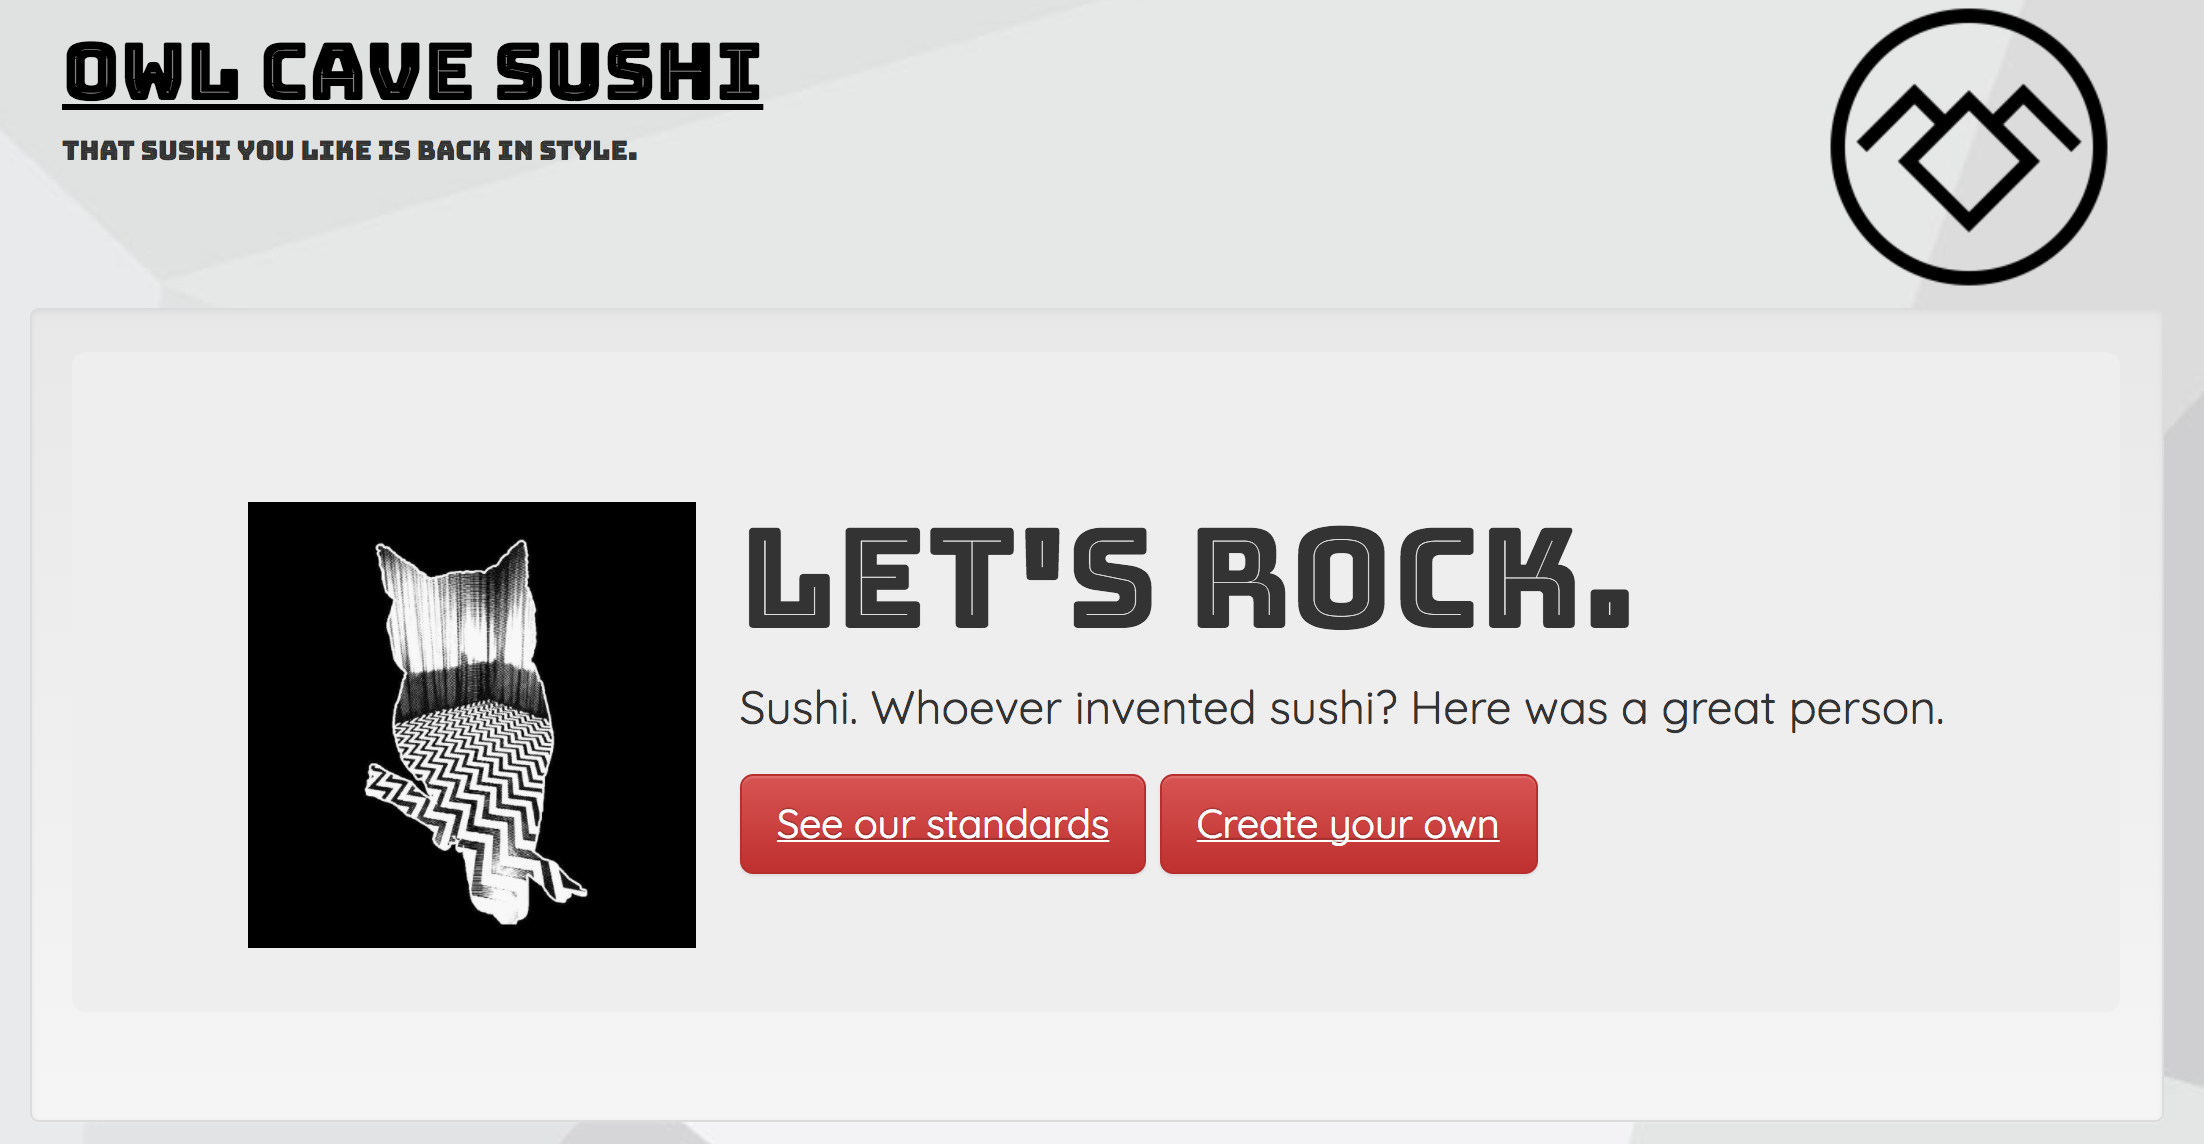 OWL CAVE SUSHI
THAT SUSHI YOU LIKE IS BACK IN STYLE.
LET'S ROCK.
Sushi. Whoever invented sushi? Here was a great person.
See our standards
Create your own